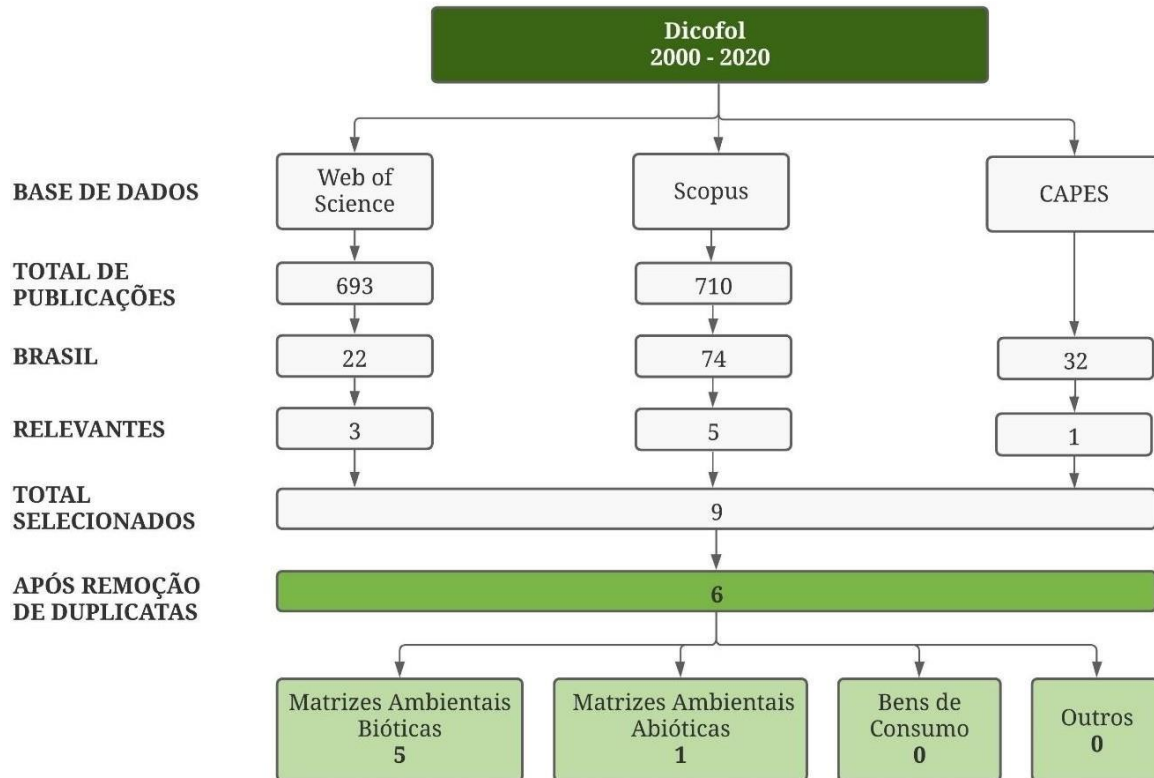 Dicofol
2000 - 2020
BASE DE DADOS
Web of
Science
Scopus
CAPES
TOTAL DE
PUBLICAÇÕES
693
710
BRASIL
22
74
32
RELEVANTES
3
5
1
TOTAL
SELECIONADOS
9
APÓS REMOÇÃO
DE DUPLICATAS
6
Matrizes Ambientais
Bióticas
5
Matrizes Ambientais
Abióticas
1
Bens de
Consumo
0
Outros
0